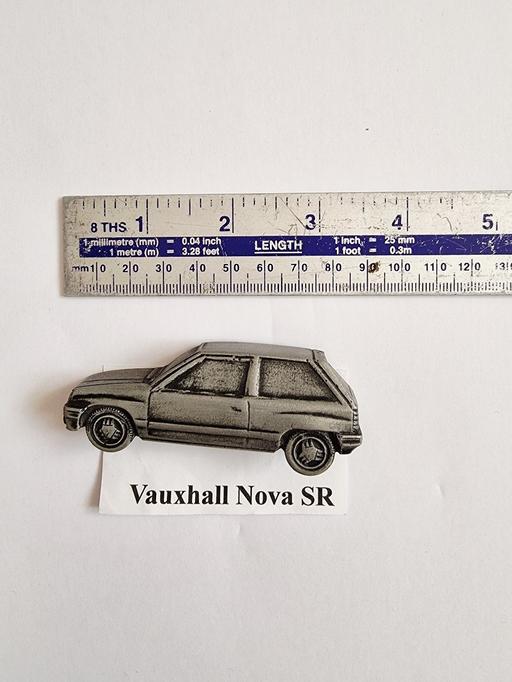 8 THS 1 2 3 4 5
1 millimetre (mm) = 0.04 inch LENGTH 1 inch = 25 mm
1 metre (m) = 3.28 feet 1 foot = 0.3m
mm 10 20 30 40 50 60 70 80 90 100 110 120 13
Vauxhall Nova SR